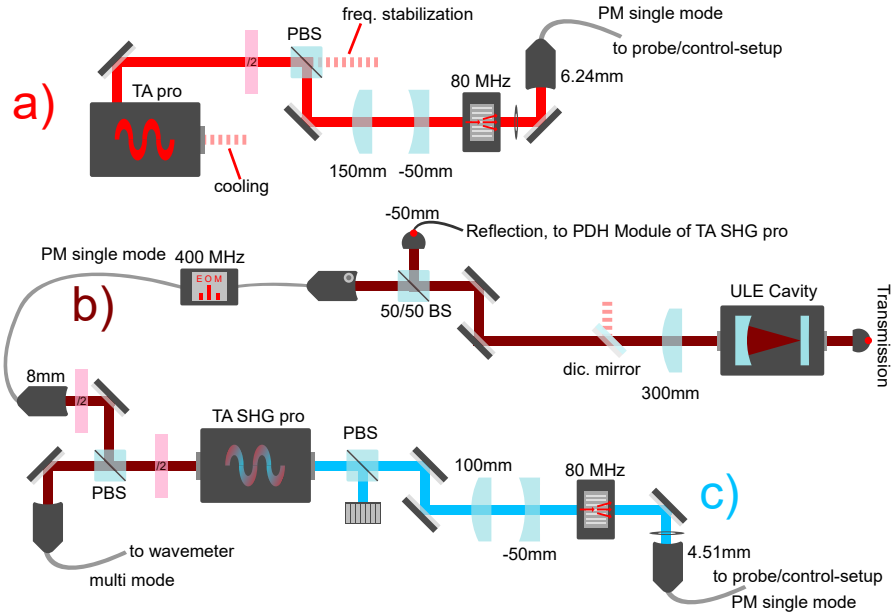 freq. stabilization
PM single mode
PBS
to probe/control-setup
/2
80 MHz
6.24mm
TA pro
a)
150mm
-50mm
cooling
-50mm
Reflection, to PDH Module of TA SHG pro
PM single mode
400 MHz
EOM
b)
50/50 BS
ULE Cavity
Transmission
dic. mirror
300mm
8mm
/2
TA SHG pro
PBS
/2
PBS
100mm
80 MHz
c)
-50mm
to wavemeter
multi mode
4.51mm
to probe/control-setup
PM single mode